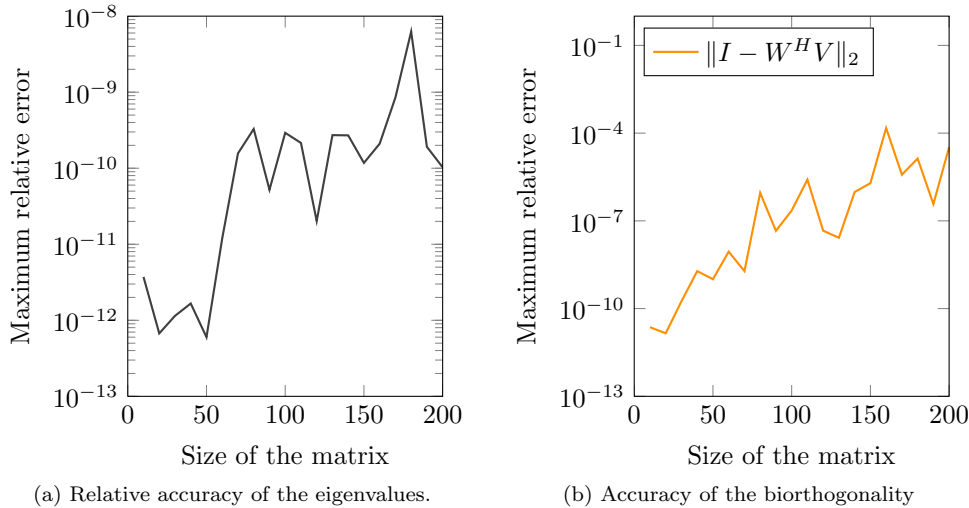 10^{-8}
10^{-9}
10^{-10}
10^{-11}
10^{-12}
10^{-13}
Maximum relative error
0 50 100 150 200
Size of the matrix
(a) Relative accuracy of the eigenvalues.
‖I − W^H V‖_2
10^{-1}
10^{-4}
10^{-7}
10^{-10}
10^{-13}
Maximum relative error
0 50 100 150 200
Size of the matrix
(b) Accuracy of the biorthogonality